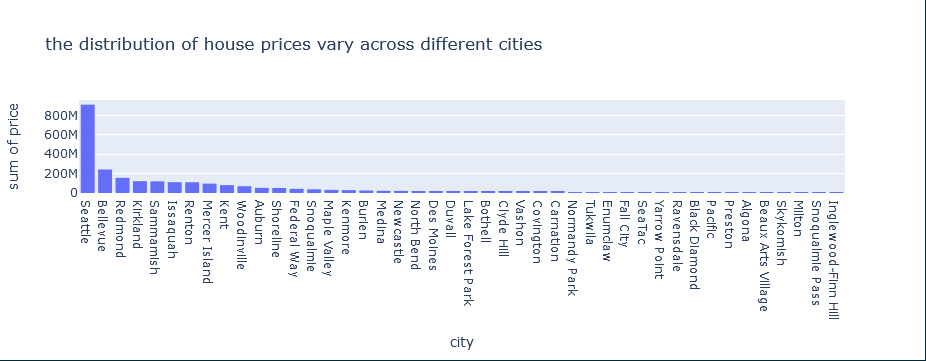 the distribution of house prices vary across different cities
sum of price
800M
600M
400M
200M
0
Seattle
Bellevue
Redmond
Kirkland
Sammamish
Issaquah
Renton
Mercer Island
Kent
Woodinville
Auburn
Shoreline
Federal Way
Snoqualmie
Maple Valley
Kenmore
Burien
Medina
Newcastle
North Bend
Des Moines
Duvall
Lake Forest Park
Bothell
Clyde Hill
Vashon
Covington
Carnation
Normandy Park
Tukwila
Enumclaw
Fall City
SeaTac
Yarrow Point
Ravensdale
Black Diamond
Pacific
Preston
Algona
Beaux Arts Village
Skykomish
Milton
Snoqualmie Pass
Inglewood-Finn Hill
city